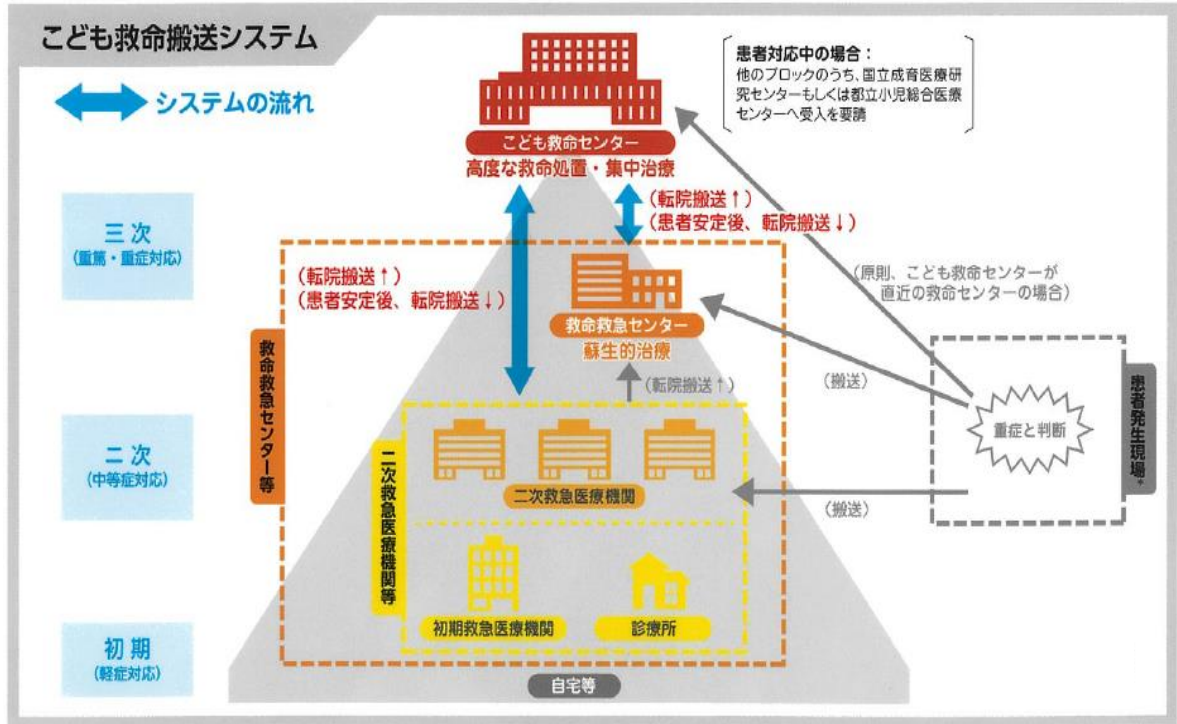 こども救命搬送システム
システムの流れ
患者対応中の場合：
他のブロックのうち、国立成育医療研
究センターもしくは都立小児総合医療
センターへ受入を要請
こども救命センター
高度な救命処置・集中治療
三次
（重篤・重症対応）
（転院搬送↑）
（患者安定後、転院搬送↓）
（転院搬送↑）
（患者安定後、転院搬送↓）
（原則、こども救命センターが
直近の救命センターの場合）
救命救急センター
蘇生的治療
（転院搬送↑）
（搬送）
救命救急センター等
患者発生現場*
重症と判断
二次
（中等症対応）
二次救急医療機関等
二次救急医療機関
（搬送）
初期救急医療機関
診療所
初期
（軽症対応）
自宅等